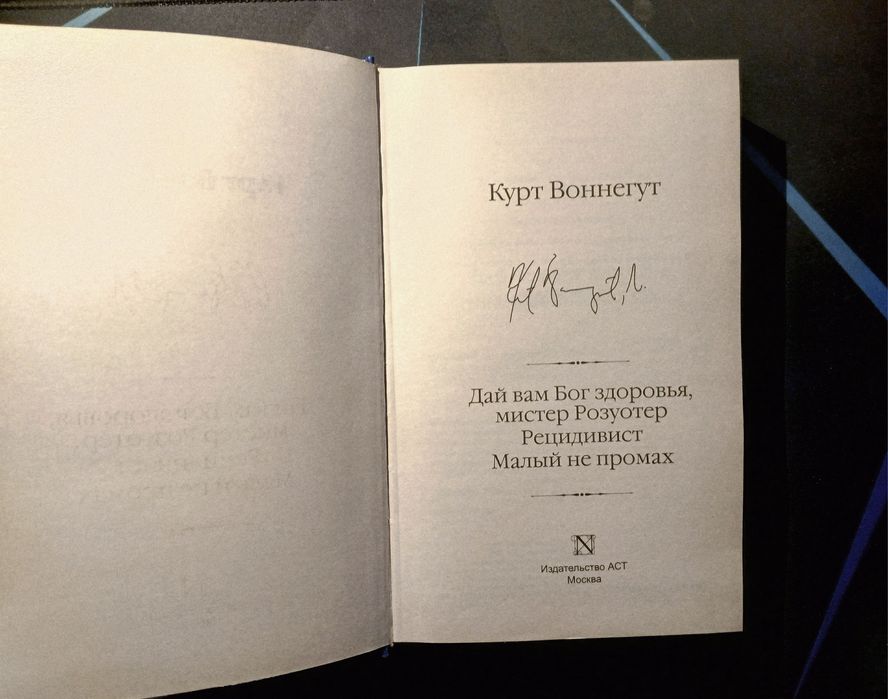 Курт Воннегут
Дай вам Бог здоровья,
мистер Розуотер
Рецидивист
Малый не промах
Издательство АСТ
Москва